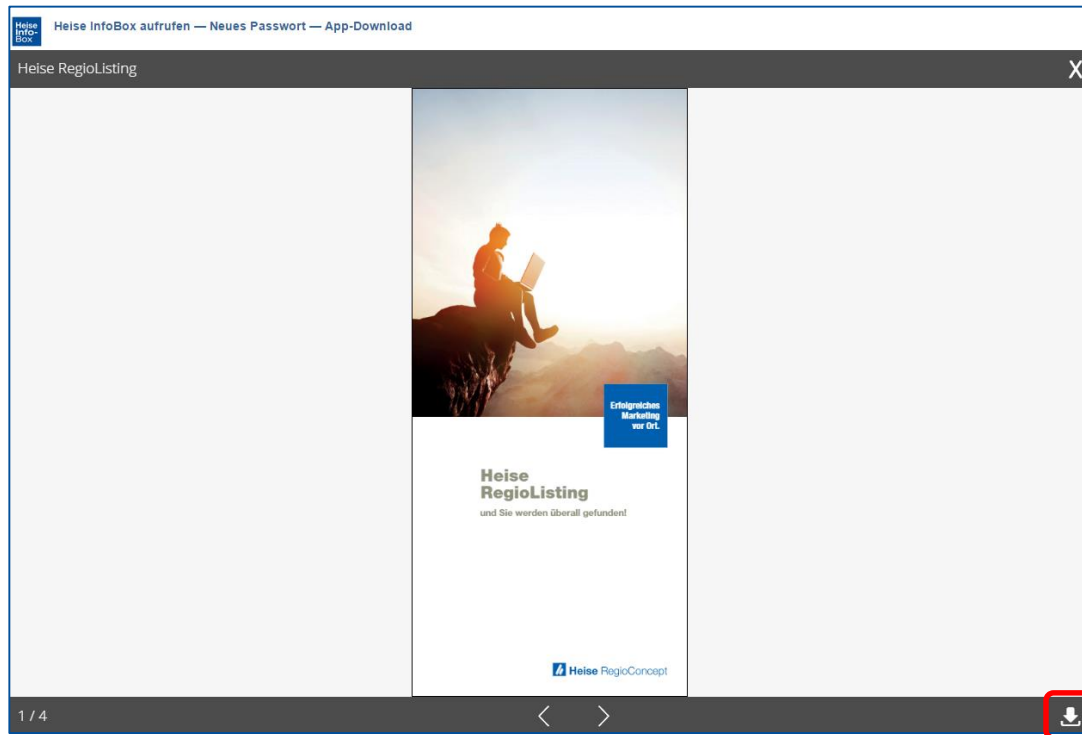 Heise
Info-
Box
Heise InfoBox aufrufen — Neues Passwort — App-Download
Heise RegioListing
X
Erfolgreiches
Marketing
vor Ort.
Heise
RegioListing
und Sie werden überall gefunden!
Heise RegioConcept
1 / 4